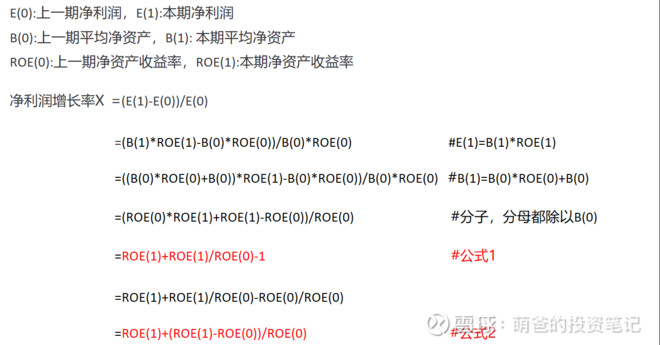 E(0):上一期净利润，E(1):本期净利润
B(0):上一期平均净资产，B(1): 本期平均净资产
ROE(0):上一期净资产收益率，ROE(1):本期净资产收益率
净利润增长率X =(E(1)-E(0))/E(0)
=(B(1)*ROE(1)-B(0)*ROE(0))/B(0)*ROE(0) #E(1)=B(1)*ROE(1)
=((B(0)*ROE(0)+B(0))*ROE(1)-B(0)*ROE(0))/B(0)*ROE(0) #B(1)=B(0)*ROE(0)+B(0)
=(ROE(0)*ROE(1)+ROE(1)-ROE(0))/ROE(0) #分子，分母都除以B(0)
=ROE(1)+ROE(1)/ROE(0)-1 #公式1
=ROE(1)+ROE(1)/ROE(0)-ROE(0)/ROE(0)
=ROE(1)+(ROE(1)-ROE(0))/ROE(0) #公式2
雪球：萌爸的投资笔记